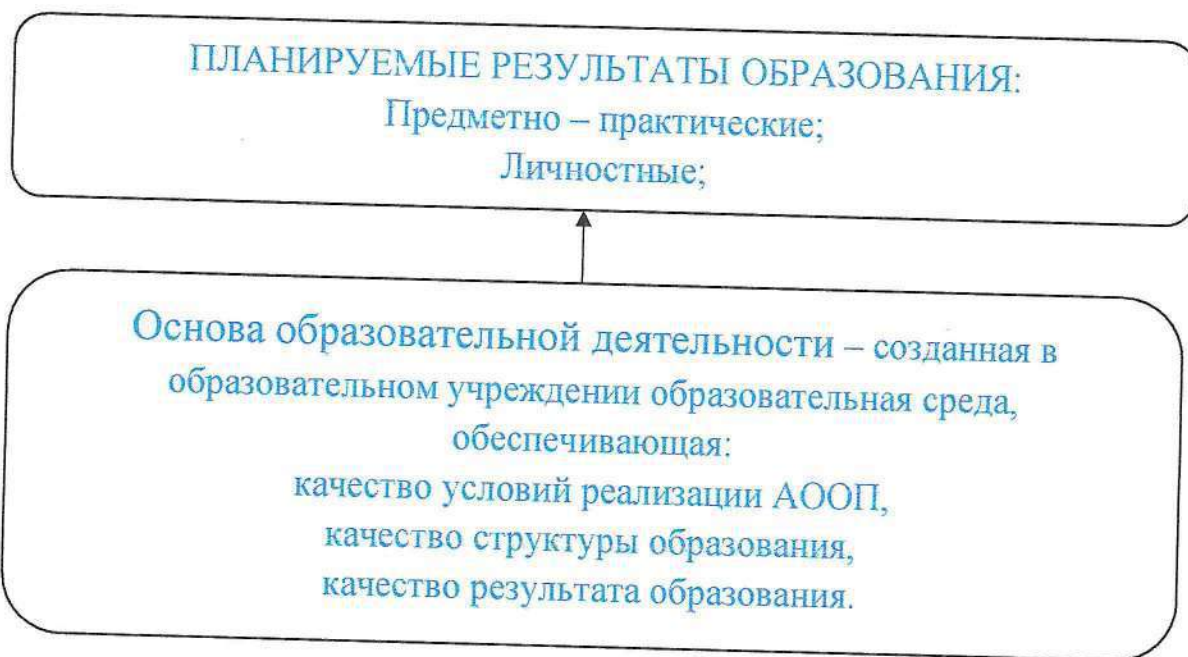 ПЛАНИРУЕМЫЕ РЕЗУЛЬТАТЫ ОБРАЗОВАНИЯ:
Предметно – практические;
Личностные;
Основа образовательной деятельности – созданная в
образовательном учреждении образовательная среда,
обеспечивающая:
качество условий реализации АООП,
качество структуры образования,
качество результата образования.